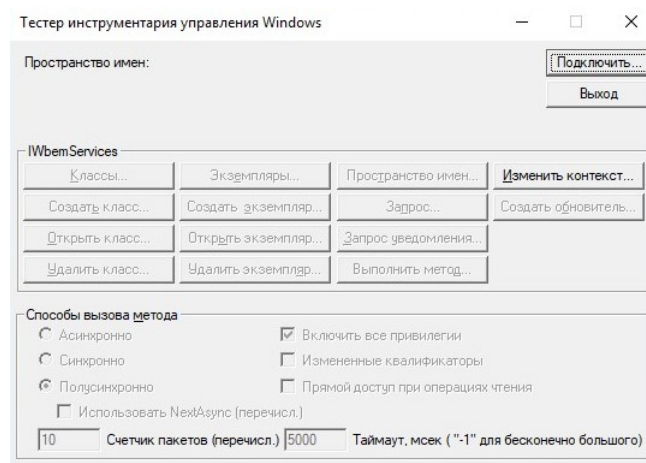 Тестер инструментария управления Windows
Пространство имен:
Подключить...
Выход
IWbemServices
Классы... Экземпляры... Пространство имен... Изменить контекст...
Создать класс... Создать экземпляр... Запрос... Создать обновитель...
Открыть класс... Открыть экземпляр... Запрос уведомления...
Удалить класс... Удалить экземпляр... Выполнить метод...
Способы вызова метода
Асинхронно Включить все привилегии
Синхронно Измененные квалификаторы
Полусинхронно Прямой доступ при операциях чтения
Использовать NextAsync (перечисл.)
10 Счетчик пакетов (перечисл.) 5000 Таймаут, мсек ( "-1" для бесконечно большого)